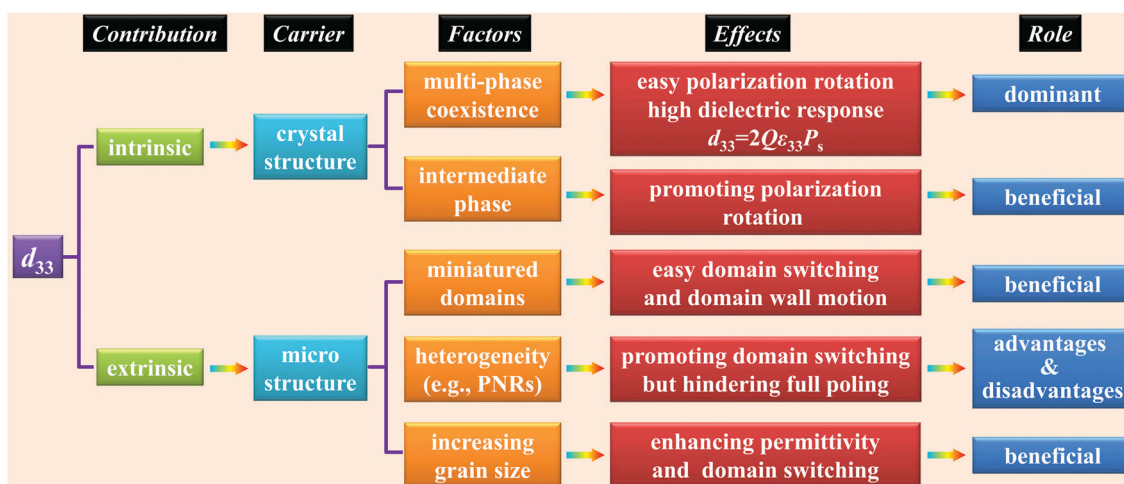 Contribution
Carrier
Factors
Effects
Role
d33
intrinsic
crystal
structure
multi-phase
coexistence
easy polarization rotation
high dielectric response
d33=2Qε33Ps
dominant
intermediate
phase
promoting polarization
rotation
beneficial
extrinsic
micro
structure
miniatured
domains
easy domain switching
and domain wall motion
beneficial
heterogeneity
(e.g., PNRs)
promoting domain switching
but hindering full poling
advantages
&
disadvantages
increasing
grain size
enhancing permittivity
and domain switching
beneficial